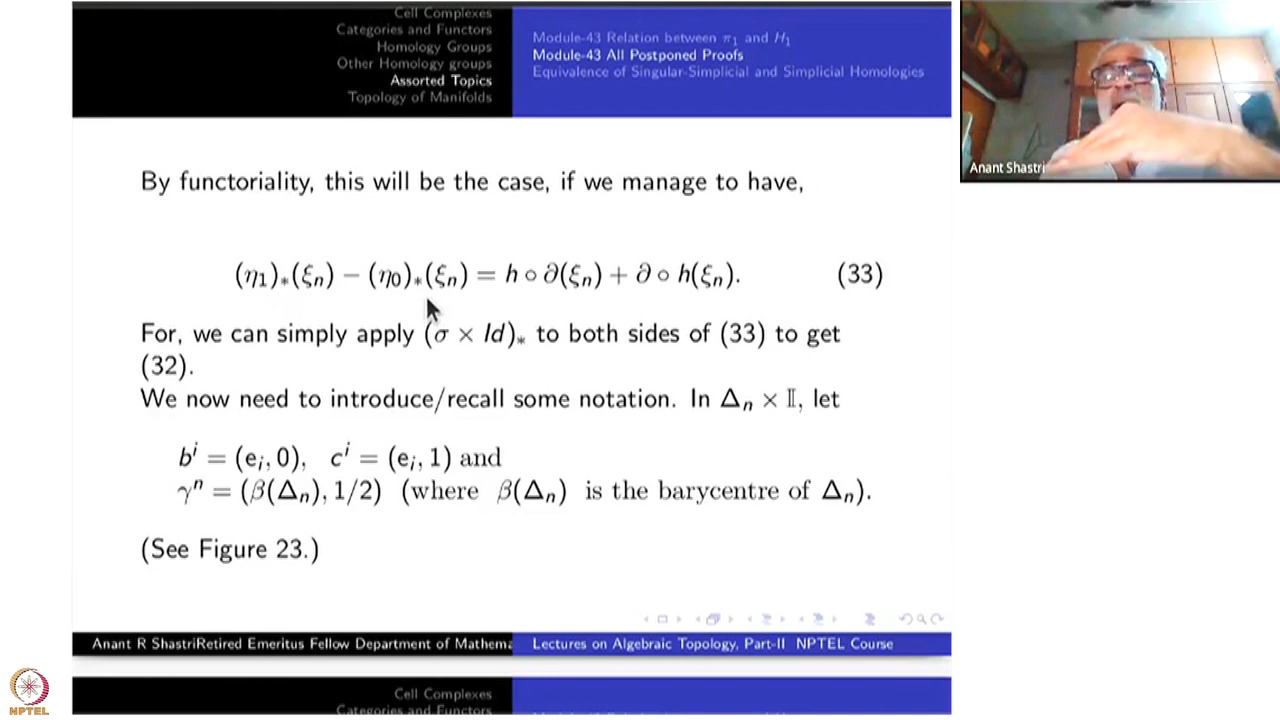 Cell Complexes
Categories and Functors
Homology Groups
Other Homology groups
Assorted Topics
Topology of Manifolds
Module-43 Relation between π₁ and H₁
Module-43 All Postponed Proofs
Equivalence of Singular-Simplicial and Simplicial Homologies
Anant Shastri
By functoriality, this will be the case, if we manage to have,
(η₁)∗(ξₙ) − (η₀)∗(ξₙ) = h ∘ ∂(ξₙ) + ∂ ∘ h(ξₙ). (33)
For, we can simply apply (σ × Id)∗ to both sides of (33) to get
(32).
We now need to introduce/recall some notation. In Δₙ × 𝕀, let
bⁱ = (eᵢ, 0), cⁱ = (eᵢ, 1) and
γⁿ = (β(Δₙ), 1/2) (where β(Δₙ) is the barycentre of Δₙ).
(See Figure 23.)
Anant R ShastriRetired Emeritus Fellow Department of Mathema
Lectures on Algebraic Topology, Part-II NPTEL Course
NPTEL
Cell Complexes
Categories and Functors